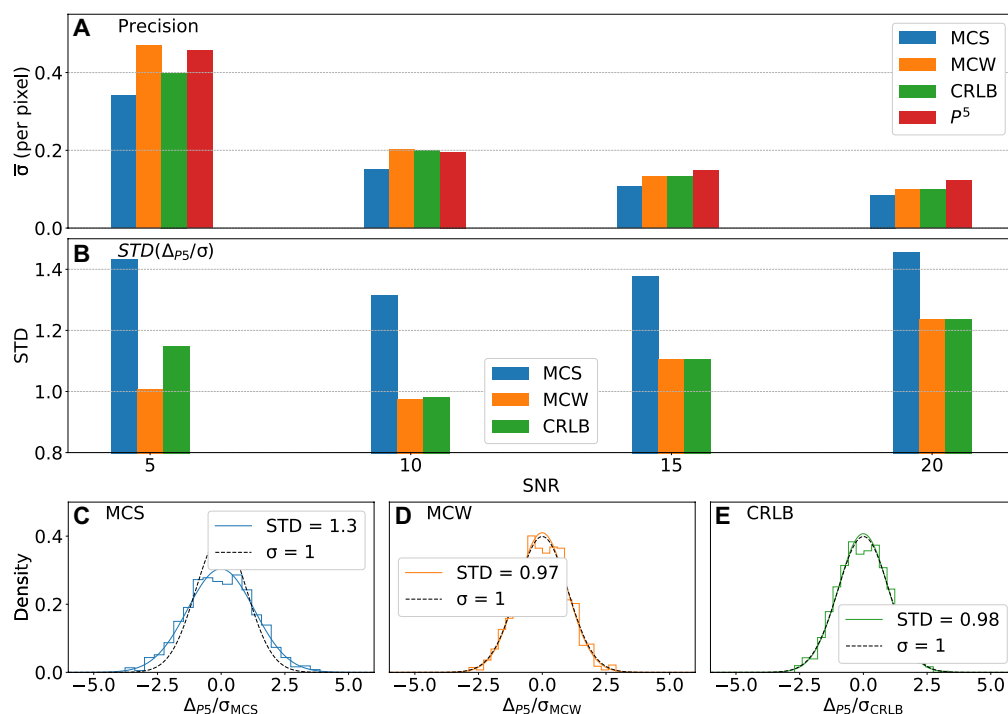 A Precision
σ̅ (per pixel)
0.4
0.2
0.0
MCS
MCW
CRLB
P⁵
B STD(Δ_P5/σ)
STD
1.4
1.2
1.0
0.8
MCS
MCW
CRLB
5 10 15 20
SNR
C MCS
Density
0.4
0.2
0.0
STD = 1.3
σ = 1
−5.0 −2.5 0.0 2.5 5.0
Δ_P5/σ_MCS
D MCW
STD = 0.97
σ = 1
−5.0 −2.5 0.0 2.5 5.0
Δ_P5/σ_MCW
E CRLB
STD = 0.98
σ = 1
−5.0 −2.5 0.0 2.5 5.0
Δ_P5/σ_CRLB